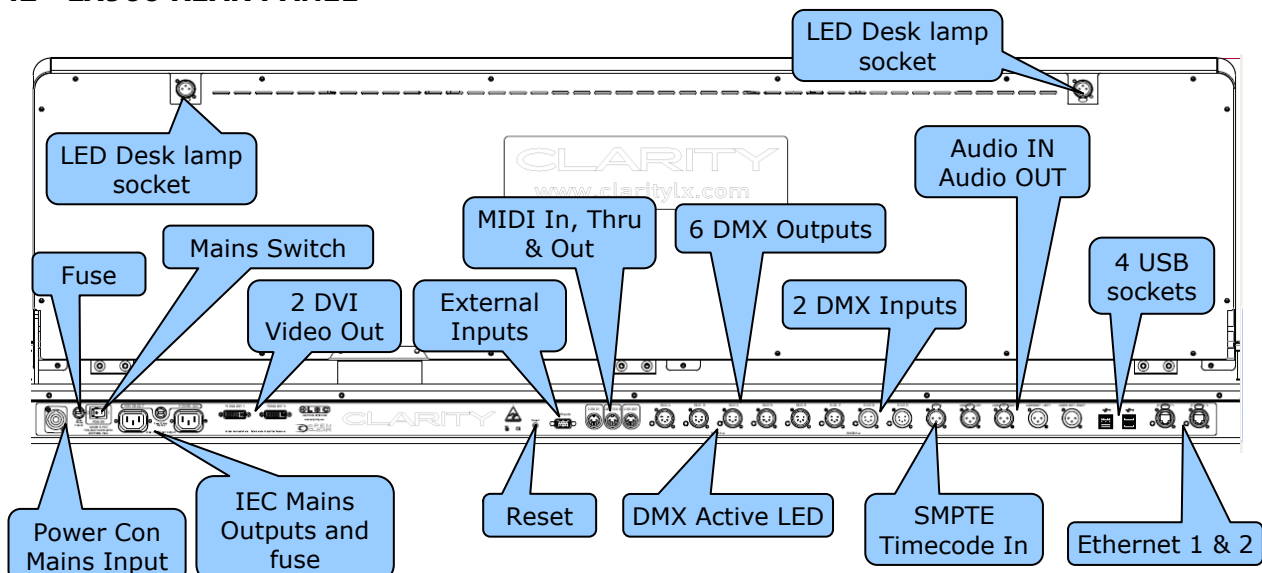 LED Desk lamp
socket
LED Desk lamp
socket
CLARITY
www.claritylx.com
Audio IN
Audio OUT
MIDI In, Thru
& Out
6 DMX Outputs
Mains Switch
Fuse
2 DVI
Video Out
External
Inputs
2 DMX Inputs
4 USB
sockets
CLARITY
Power Con
Mains Input
IEC Mains
Outputs and
fuse
Reset
DMX Active LED
SMPTE
Timecode In
Ethernet 1 & 2